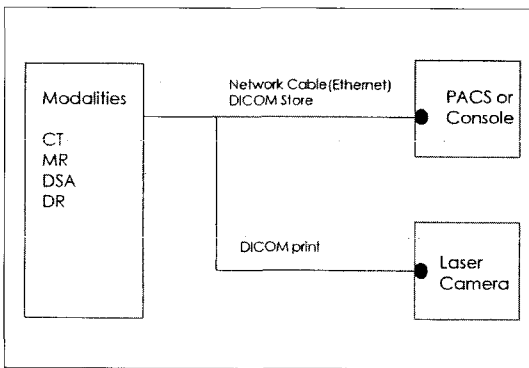 Modalities
CT
MR
DSA
DR
Network Cable(Ethernet)
DICOM Store
PACS or
Console
DICOM print
Laser
Camera